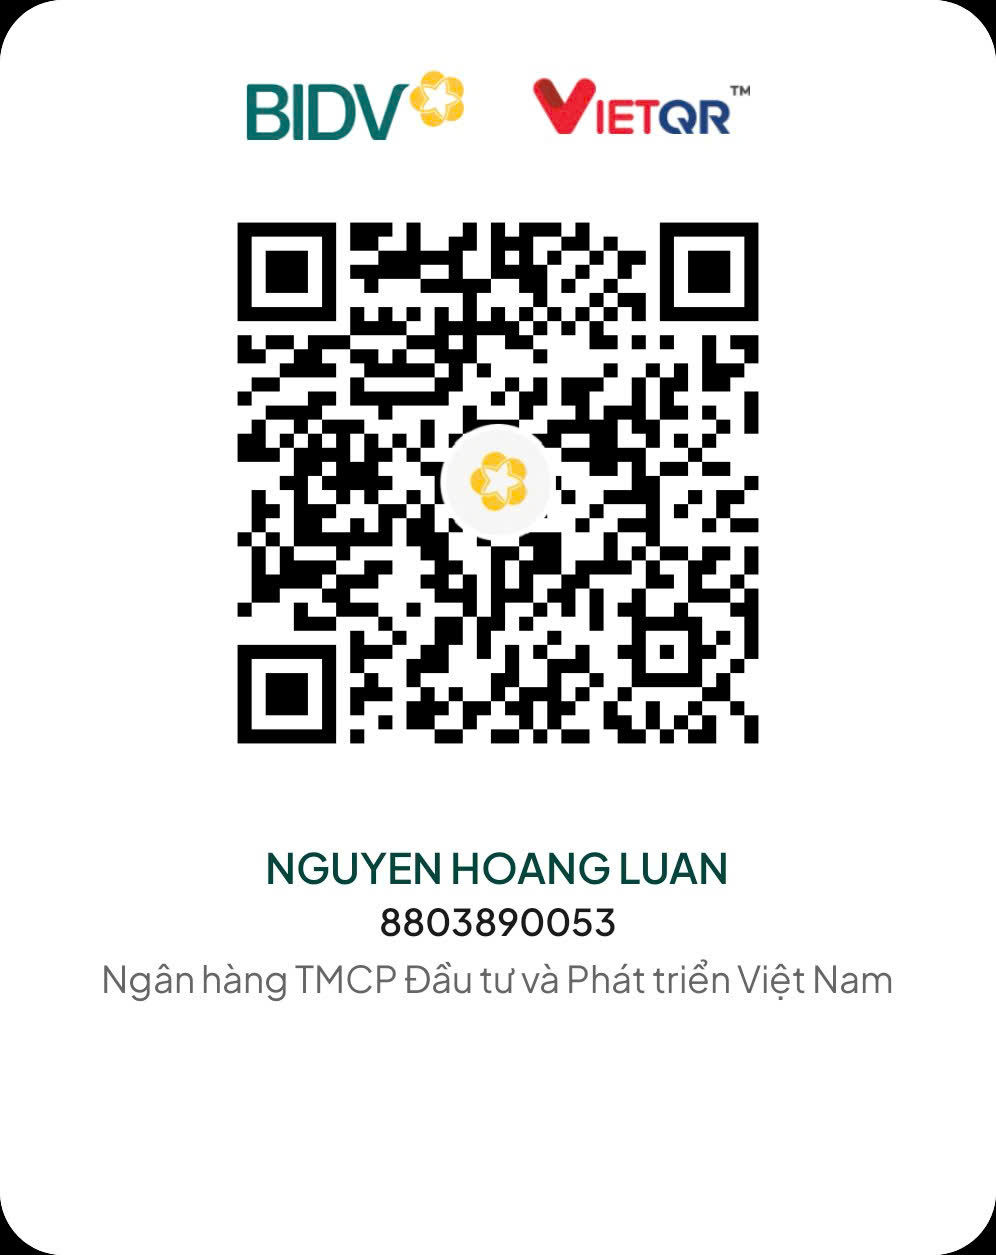 BIDV VIETQR™
NGUYEN HOANG LUAN
8803890053
Ngân hàng TMCP Đầu tư và Phát triển Việt Nam